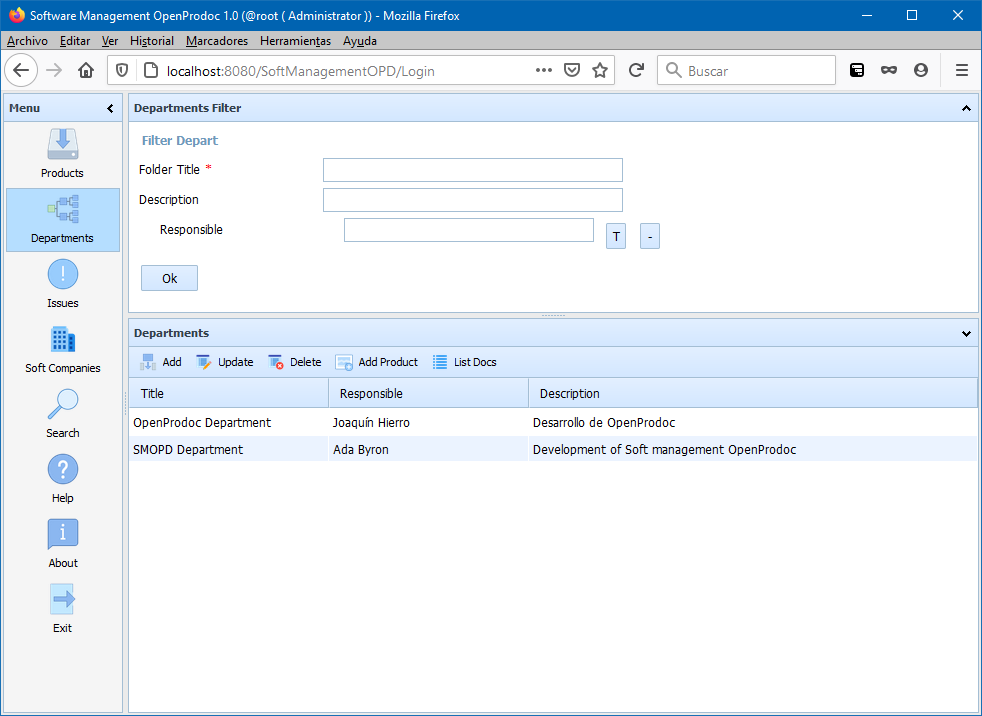 Software Management OpenProdoc 1.0 (@root ( Administrator )) - Mozilla Firefox
Archivo Editar Ver Historial Marcadores Herramientas Ayuda
localhost:8080/SoftManagementOPD/Login
Buscar
Menu
Products
Departments
Issues
Soft Companies
Search
Help
About
Exit
Departments Filter
Filter Depart
Folder Title *
Description
Responsible T -
Ok
Departments
Add Update Delete Add Product List Docs
Title Responsible Description
OpenProdoc Department Joaquín Hierro Desarrollo de OpenProdoc
SMOPD Department Ada Byron Development of Soft management OpenProdoc